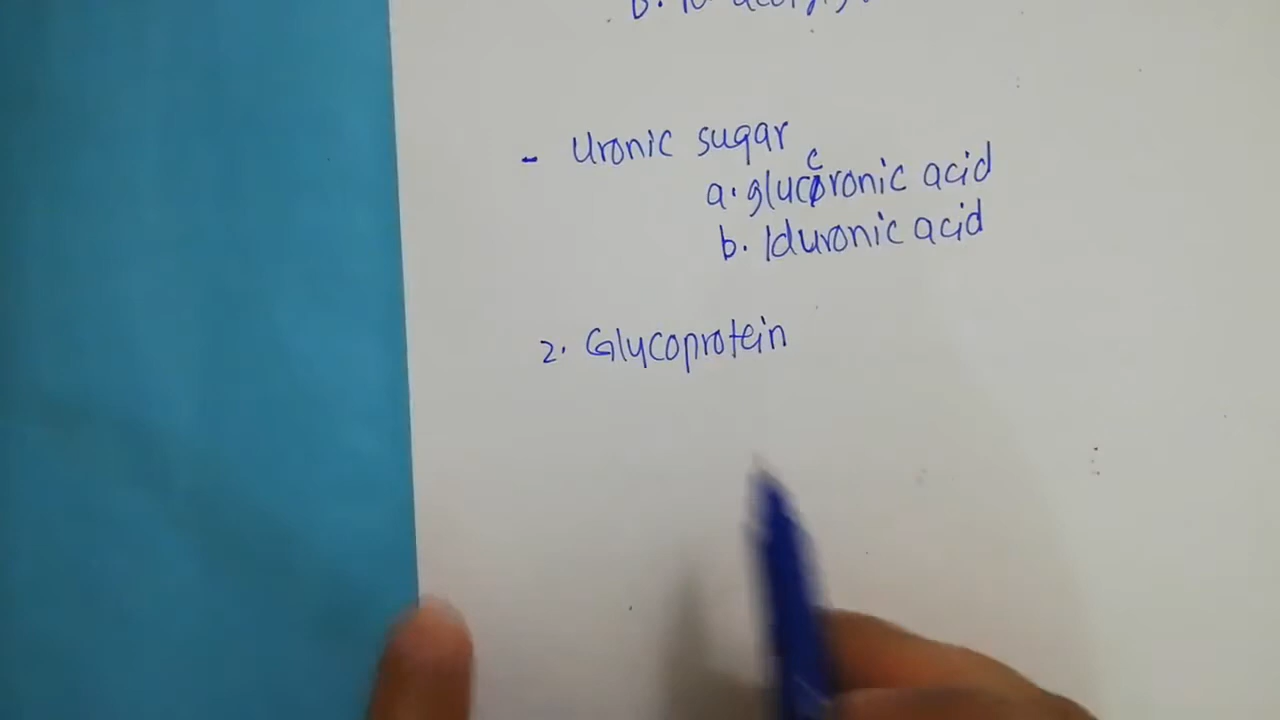 - Uronic sugar
a. glucoronic acid
b. Iduronic acid
2. Glycoprotein